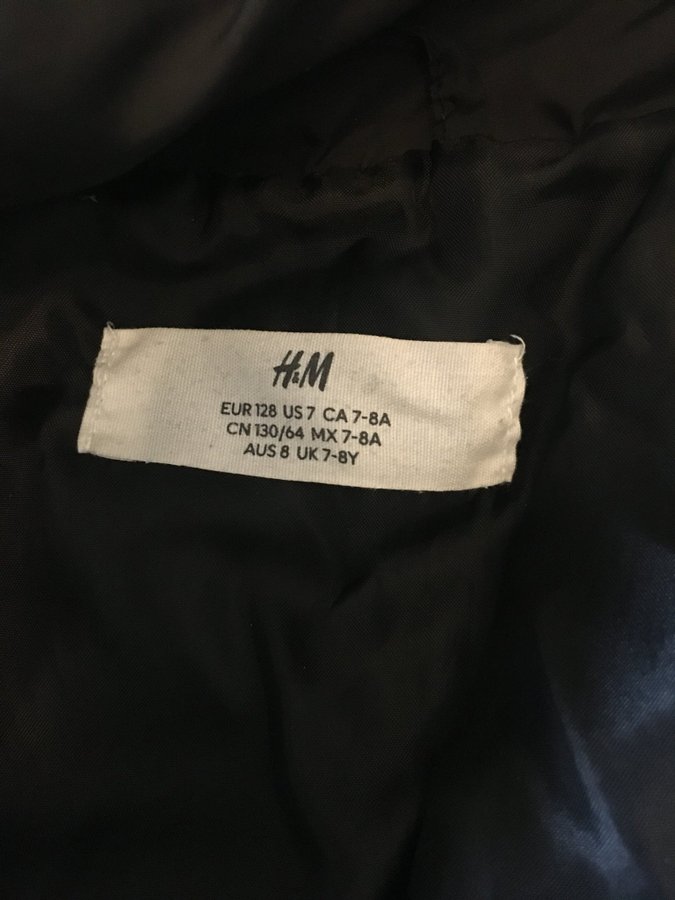 H&M
EUR 128 US 7 CA 7-8A
CN 130/64 MX 7-8A
AUS 8 UK 7-8Y